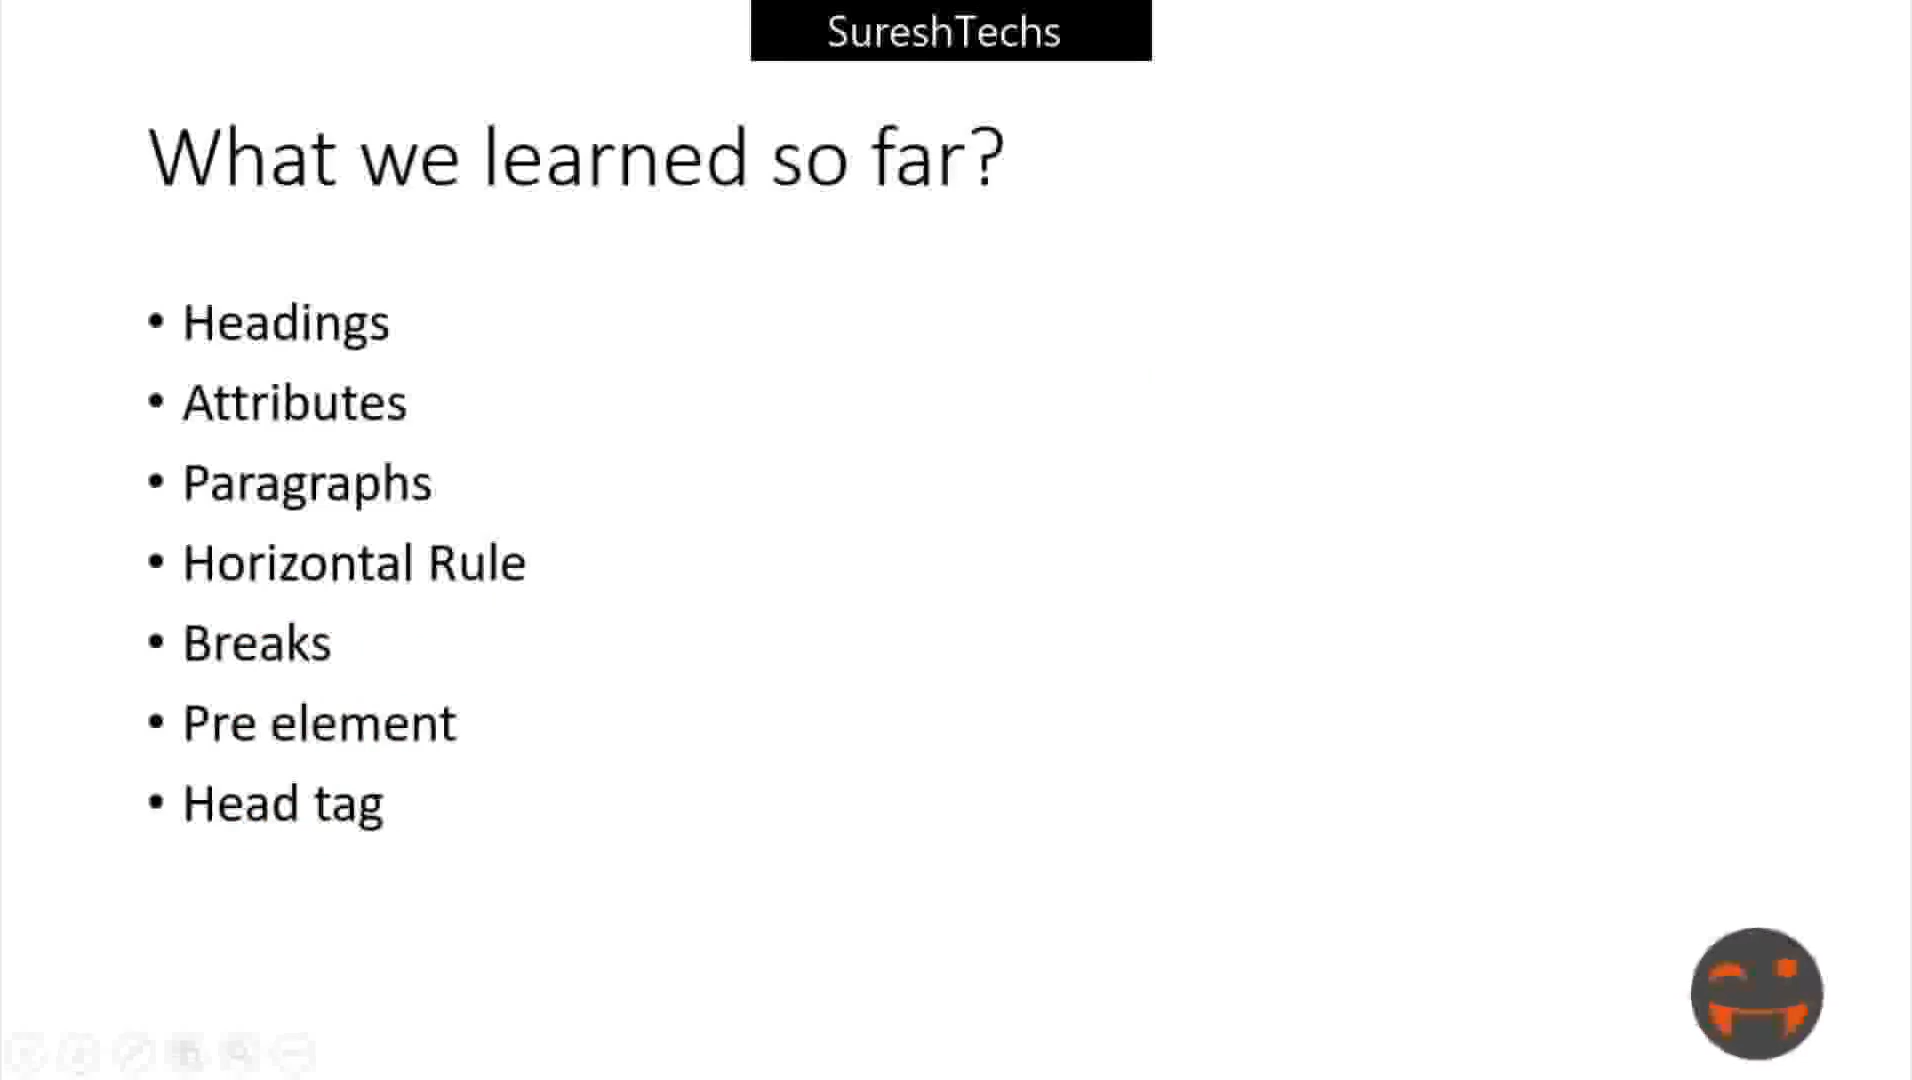 SureshTechs
What we learned so far?
• Headings
• Attributes
• Paragraphs
• Horizontal Rule
• Breaks
• Pre element
• Head tag